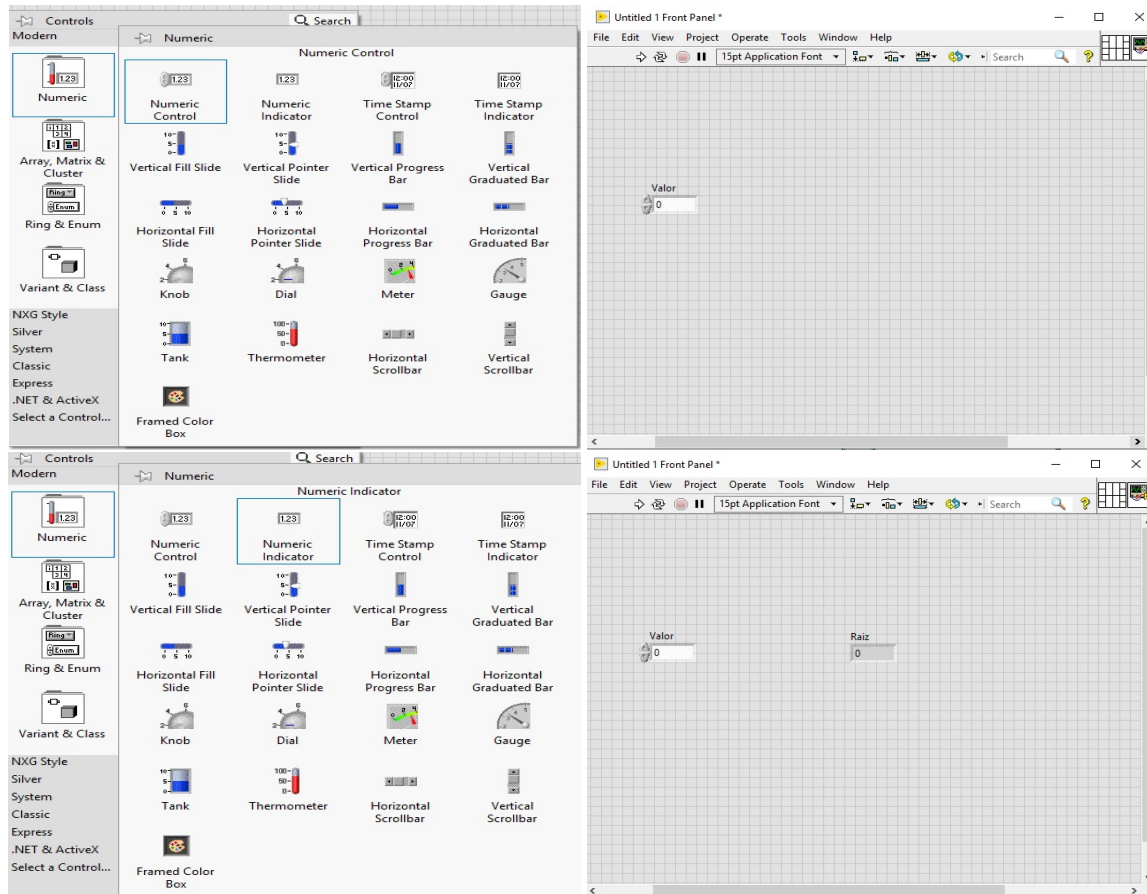 Controls
Search
Modern
Numeric
Numeric Control
Numeric
Array, Matrix &
Cluster
Ring & Enum
Variant & Class
NXG Style
Silver
System
Classic
Express
.NET & ActiveX
Select a Control...
Numeric
Control
Numeric
Indicator
Time Stamp
Control
Time Stamp
Indicator
Vertical Fill Slide
Vertical Pointer
Slide
Vertical Progress
Bar
Vertical
Graduated Bar
Horizontal Fill
Slide
Horizontal
Pointer Slide
Horizontal
Progress Bar
Horizontal
Graduated Bar
Knob
Dial
Meter
Gauge
Tank
Thermometer
Horizontal
Scrollbar
Vertical
Scrollbar
Framed Color
Box
Untitled 1 Front Panel *
File Edit View Project Operate Tools Window Help
15pt Application Font
Search
Valor
0
Controls
Search
Modern
Numeric
Numeric Indicator
Numeric
Array, Matrix &
Cluster
Ring & Enum
Variant & Class
NXG Style
Silver
System
Classic
Express
.NET & ActiveX
Select a Control...
Numeric
Control
Numeric
Indicator
Time Stamp
Control
Time Stamp
Indicator
Vertical Fill Slide
Vertical Pointer
Slide
Vertical Progress
Bar
Vertical
Graduated Bar
Horizontal Fill
Slide
Horizontal
Pointer Slide
Horizontal
Progress Bar
Horizontal
Graduated Bar
Knob
Dial
Meter
Gauge
Tank
Thermometer
Horizontal
Scrollbar
Vertical
Scrollbar
Framed Color
Box
Untitled 1 Front Panel *
File Edit View Project Operate Tools Window Help
15pt Application Font
Search
Valor
0
Raiz
0